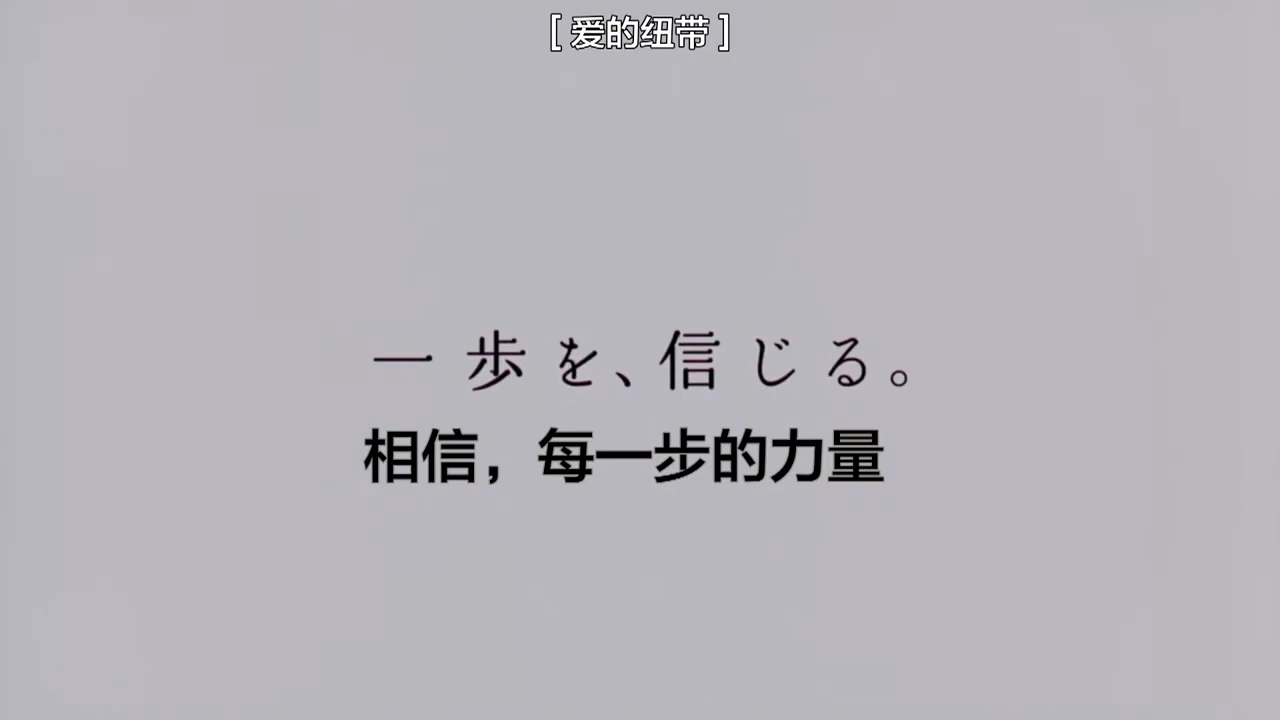 [ 爱的纽带 ]
一歩を、信じる。
相信，每一步的力量